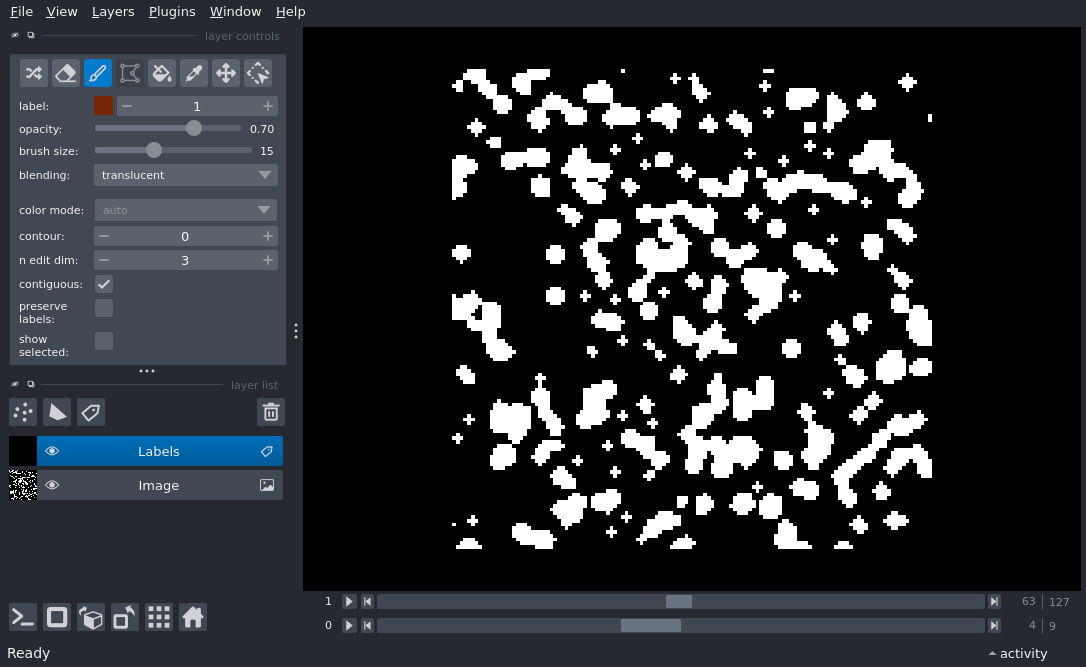 File View Layers Plugins Window Help
layer controls
label: 1
opacity: 0.70
brush size: 15
blending: translucent
color mode: auto
contour: 0
n edit dim: 3
contiguous:
preserve
labels:
show
selected:
layer list
Labels
Image
1 63 127
0 4 9
Ready activity